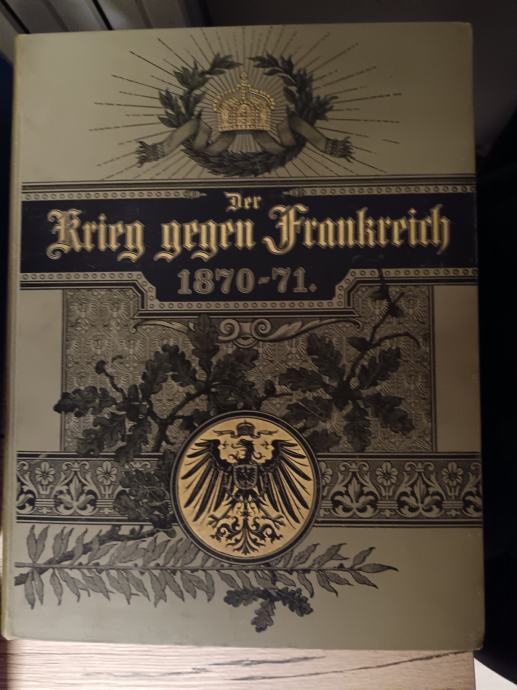 Der
Krieg gegen Frankreich
1870-71.